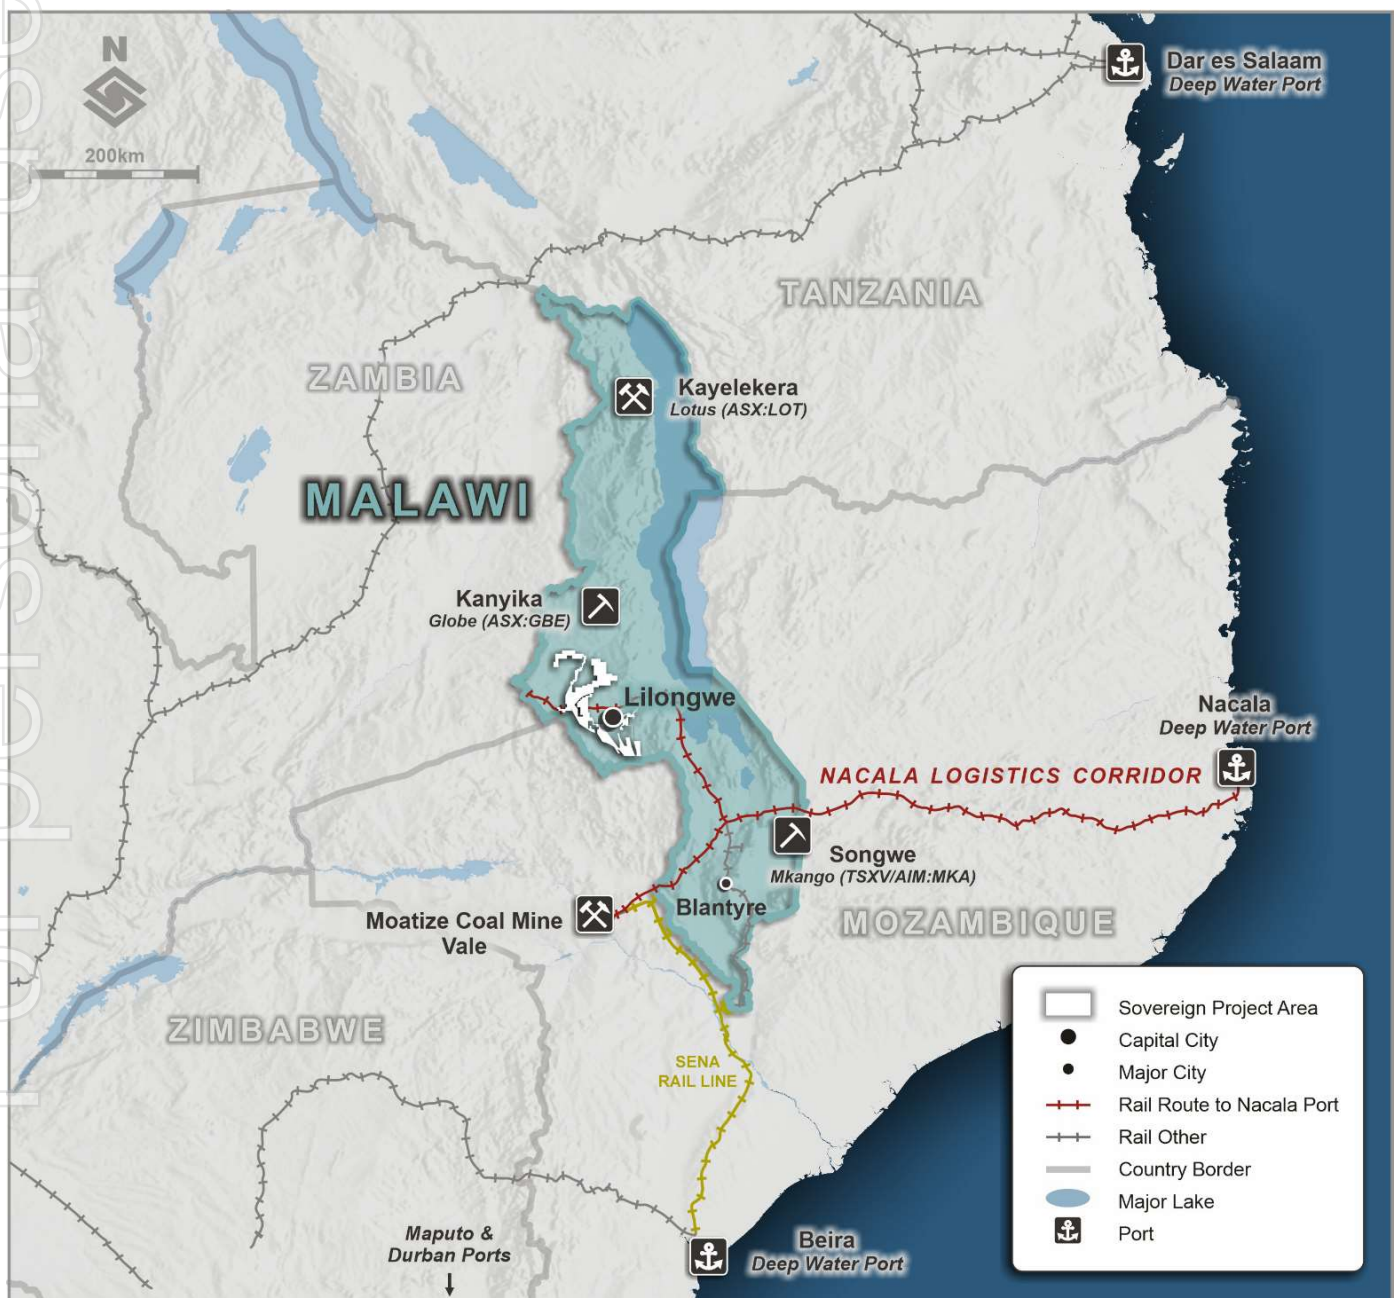 For personal use
N
200km
Dar es Salaam
Deep Water Port
TANZANIA
ZAMBIA
Kayelekera
Lotus (ASX:LOT)
MALAWI
Kanyika
Globe (ASX:GBE)
Lilongwe
Nacala
Deep Water Port
NACALA LOGISTICS CORRIDOR
Songwe
Mkango (TSXV/AIM:MKA)
Blantyre
Moatize Coal Mine
Vale
MOZAMBIQUE
ZIMBABWE
SENA
RAIL LINE
Maputo &
Durban Ports
Beira
Deep Water Port
Sovereign Project Area
Capital City
Major City
Rail Route to Nacala Port
Rail Other
Country Border
Major Lake
Port